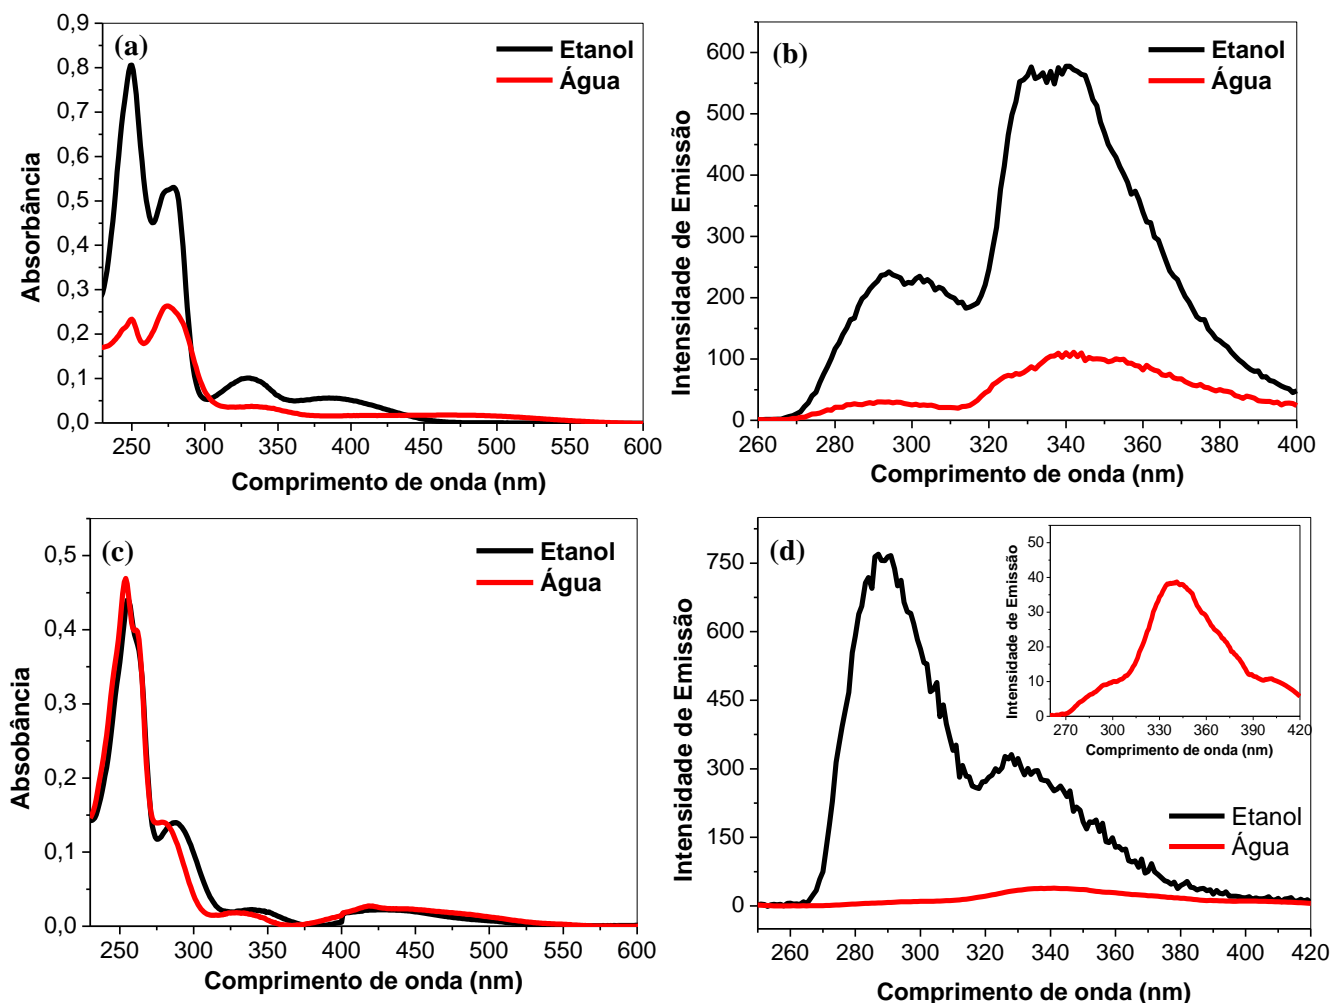 (a)
Etanol
Água
0,9
0,8
0,7
0,6
0,5
0,4
0,3
0,2
0,1
0,0
Absorbância
250 300 350 400 450 500 550 600
Comprimento de onda (nm)
(b)
Etanol
Água
600
500
400
300
200
100
0
Intensidade de Emissão
260 280 300 320 340 360 380 400
Comprimento de onda (nm)
(c)
Etanol
Água
0,5
0,4
0,3
0,2
0,1
0,0
Absobância
250 300 350 400 450 500 550 600
Comprimento de onda (nm)
(d)
Etanol
Água
750
600
450
300
150
0
Intensidade de Emissão
260 280 300 320 340 360 380 400 420
Comprimento de onda (nm)
50
40
30
20
10
0
Intensidade de Emissão
270 300 330 360 390 420
Comprimento de onda (nm)